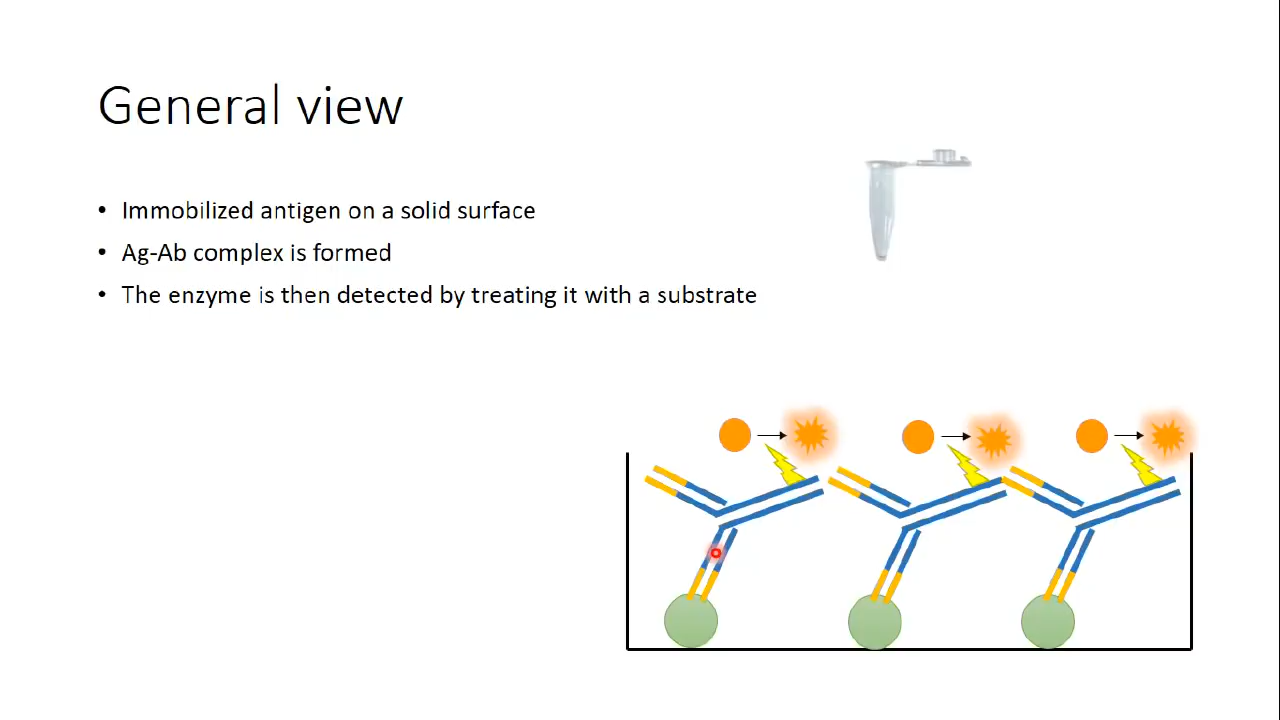 General view
• Immobilized antigen on a solid surface
• Ag-Ab complex is formed
• The enzyme is then detected by treating it with a substrate